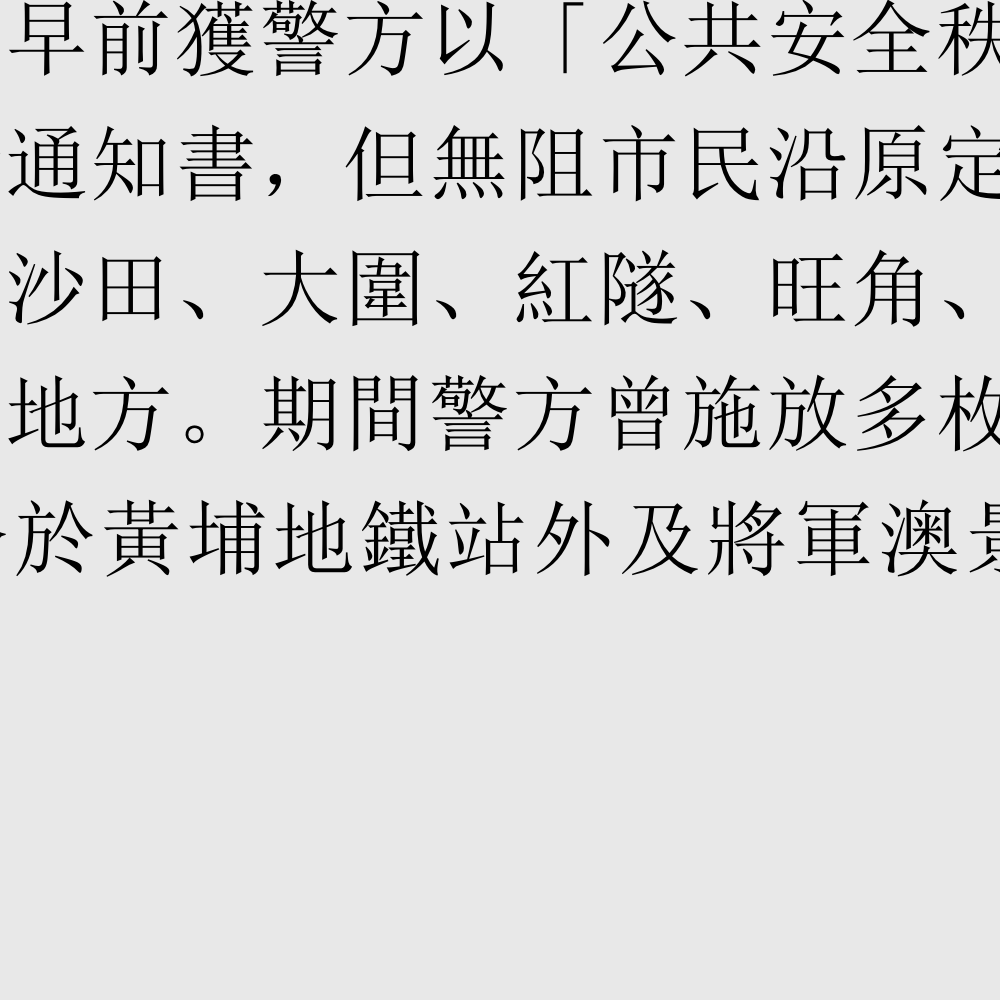 早前獲警方以「公共安全秩
通知書，但無阻市民沿原定
沙田、大圍、紅隧、旺角、
地方。期間警方曾施放多枚
於黃埔地鐵站外及將軍澳景